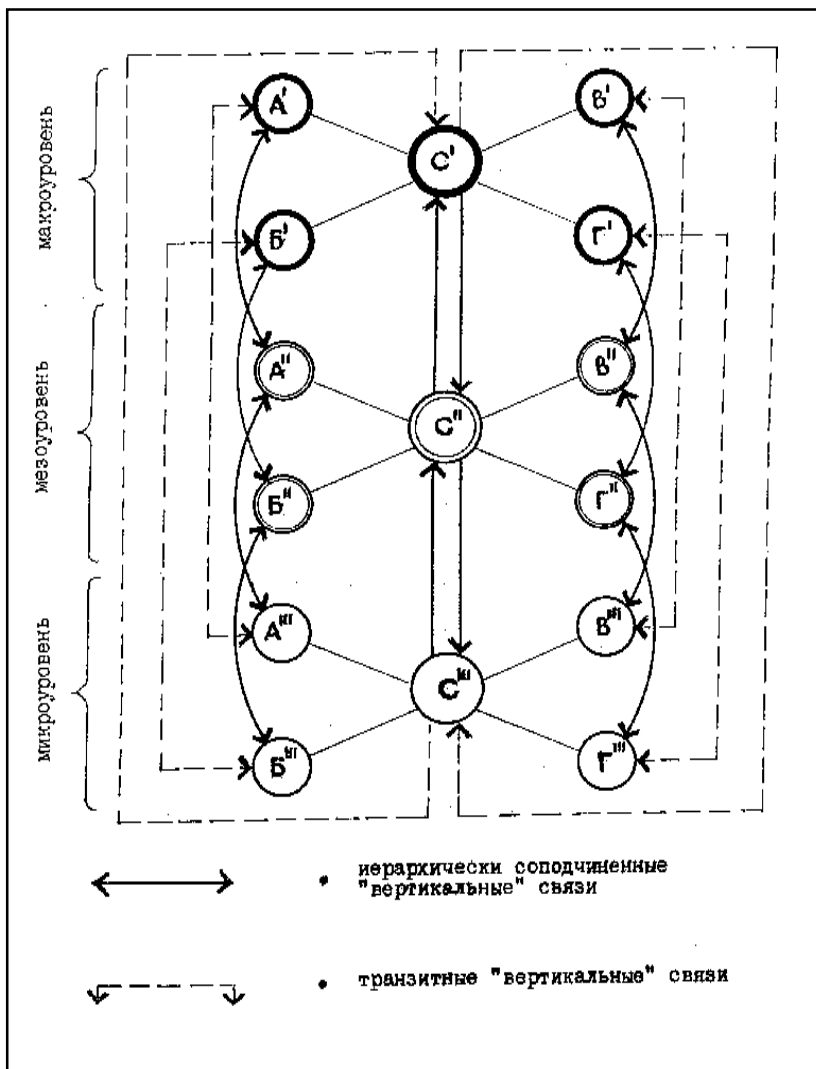 макроуровень
мезоуровень
микроуровень
А'
В'
С'
Б'
Г'
А"
В"
С"
Б"
Г"
А'''
В'''
С'''
Б'''
Г'''
иерархически соподчиненные
"вертикальные" связи
транзитные "вертикальные" связи